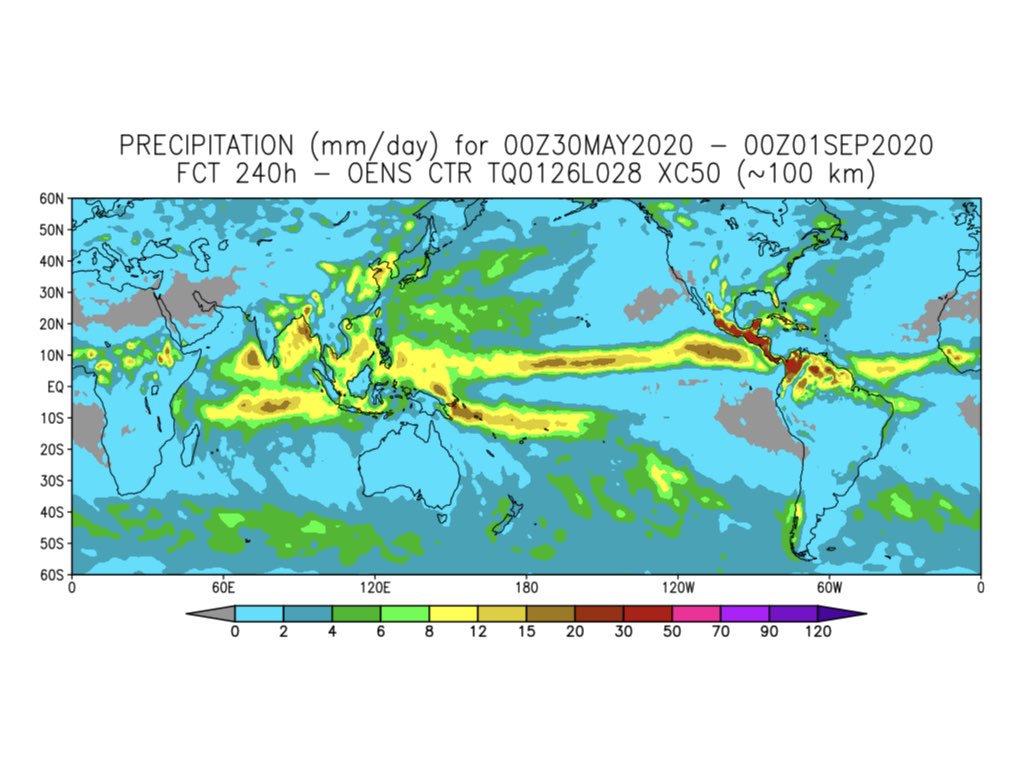 PRECIPITATION (mm/day) for 00Z30MAY2020 – 00Z01SEP2020
FCT 240h – OENS CTR TQ0126L028 XC50 (~100 km)
60N
50N
40N
30N
20N
10N
EQ
10S
20S
30S
40S
50S
60S
0 60E 120E 180 120W 60W 0
0 2 4 6 8 12 15 20 30 50 70 90 120